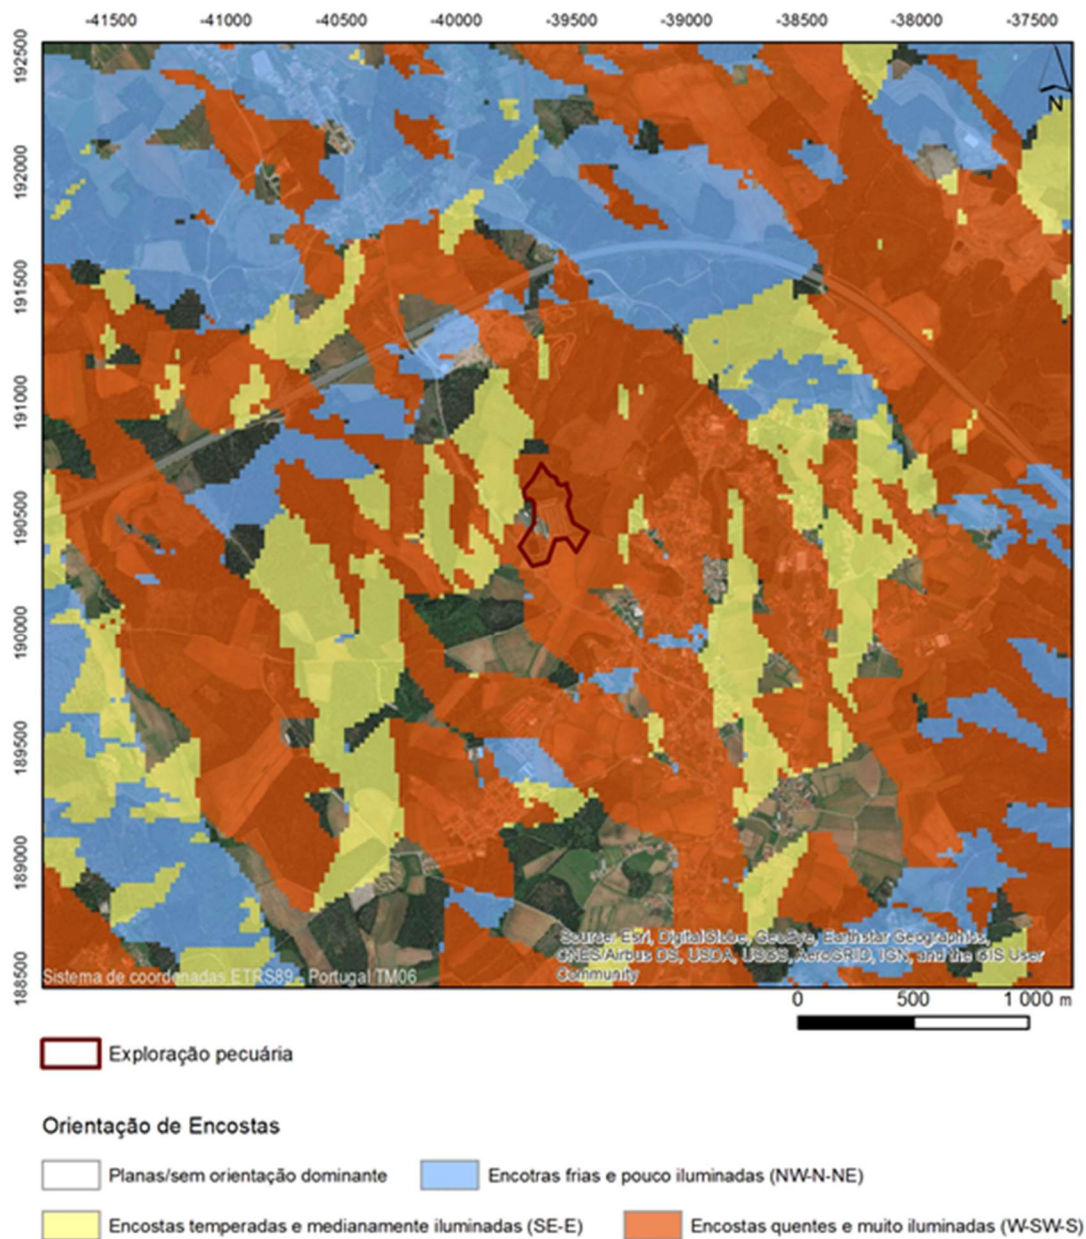 -41500 -41000 -40500 -40000 -39500 -39000 -38500 -38000 -37500
192500
192000
191500
191000
190500
190000
189500
189000
188500
N
Source: Esri, DigitalGlobe, GeoEye, Earthstar Geographics,
CNES/Airbus DS, USDA, USGS, AeroGRID, IGN, and the GIS User
Community
Sistema de coordenadas ETRS89 - Portugal TM06
0 500 1 000 m
Exploração pecuária
Orientação de Encostas
Planas/sem orientação dominante
Encotras frias e pouco iluminadas (NW-N-NE)
Encostas temperadas e medianamente iluminadas (SE-E)
Encostas quentes e muito iluminadas (W-SW-S)